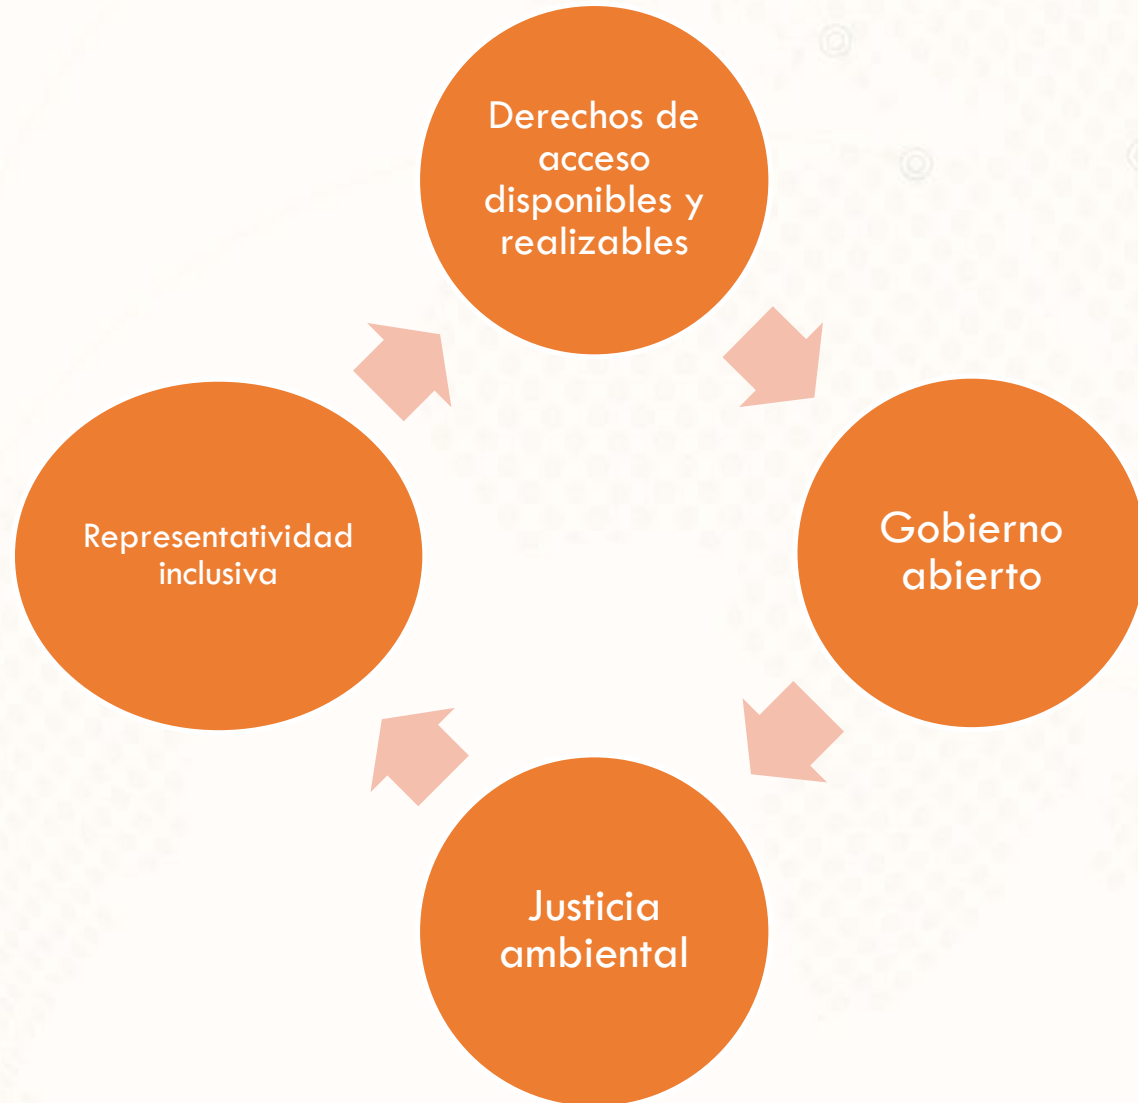 Derechos de
acceso
disponibles y
realizables
Gobierno
abierto
Justicia
ambiental
Representatividad
inclusiva